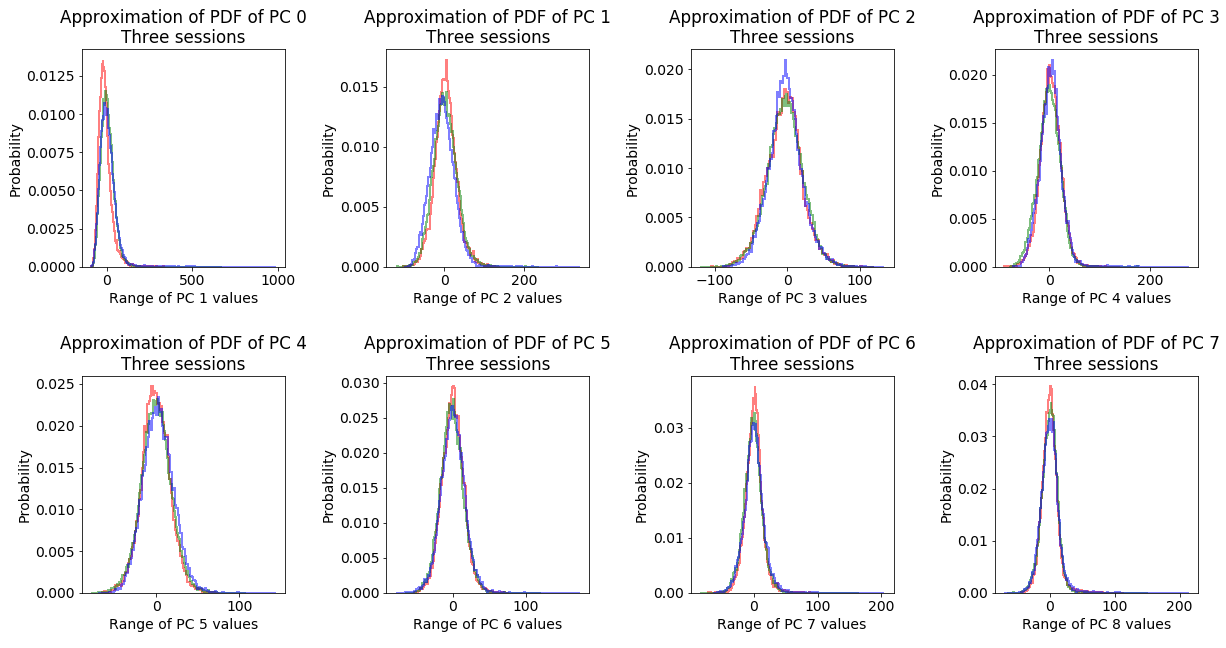 Approximation of PDF of PC 0
Three sessions
0.0125
0.0100
0.0075
0.0050
0.0025
0.0000
Probability
0 500 1000
Range of PC 1 values
Approximation of PDF of PC 1
Three sessions
0.015
0.010
0.005
0.000
Probability
0 200
Range of PC 2 values
Approximation of PDF of PC 2
Three sessions
0.020
0.015
0.010
0.005
0.000
Probability
−100 0 100
Range of PC 3 values
Approximation of PDF of PC 3
Three sessions
0.020
0.015
0.010
0.005
0.000
Probability
0 200
Range of PC 4 values
Approximation of PDF of PC 4
Three sessions
0.025
0.020
0.015
0.010
0.005
0.000
Probability
0 100
Range of PC 5 values
Approximation of PDF of PC 5
Three sessions
0.030
0.025
0.020
0.015
0.010
0.005
0.000
Probability
0 100
Range of PC 6 values
Approximation of PDF of PC 6
Three sessions
0.03
0.02
0.01
0.00
Probability
0 100 200
Range of PC 7 values
Approximation of PDF of PC 7
Three sessions
0.04
0.03
0.02
0.01
0.00
Probability
0 100 200
Range of PC 8 values